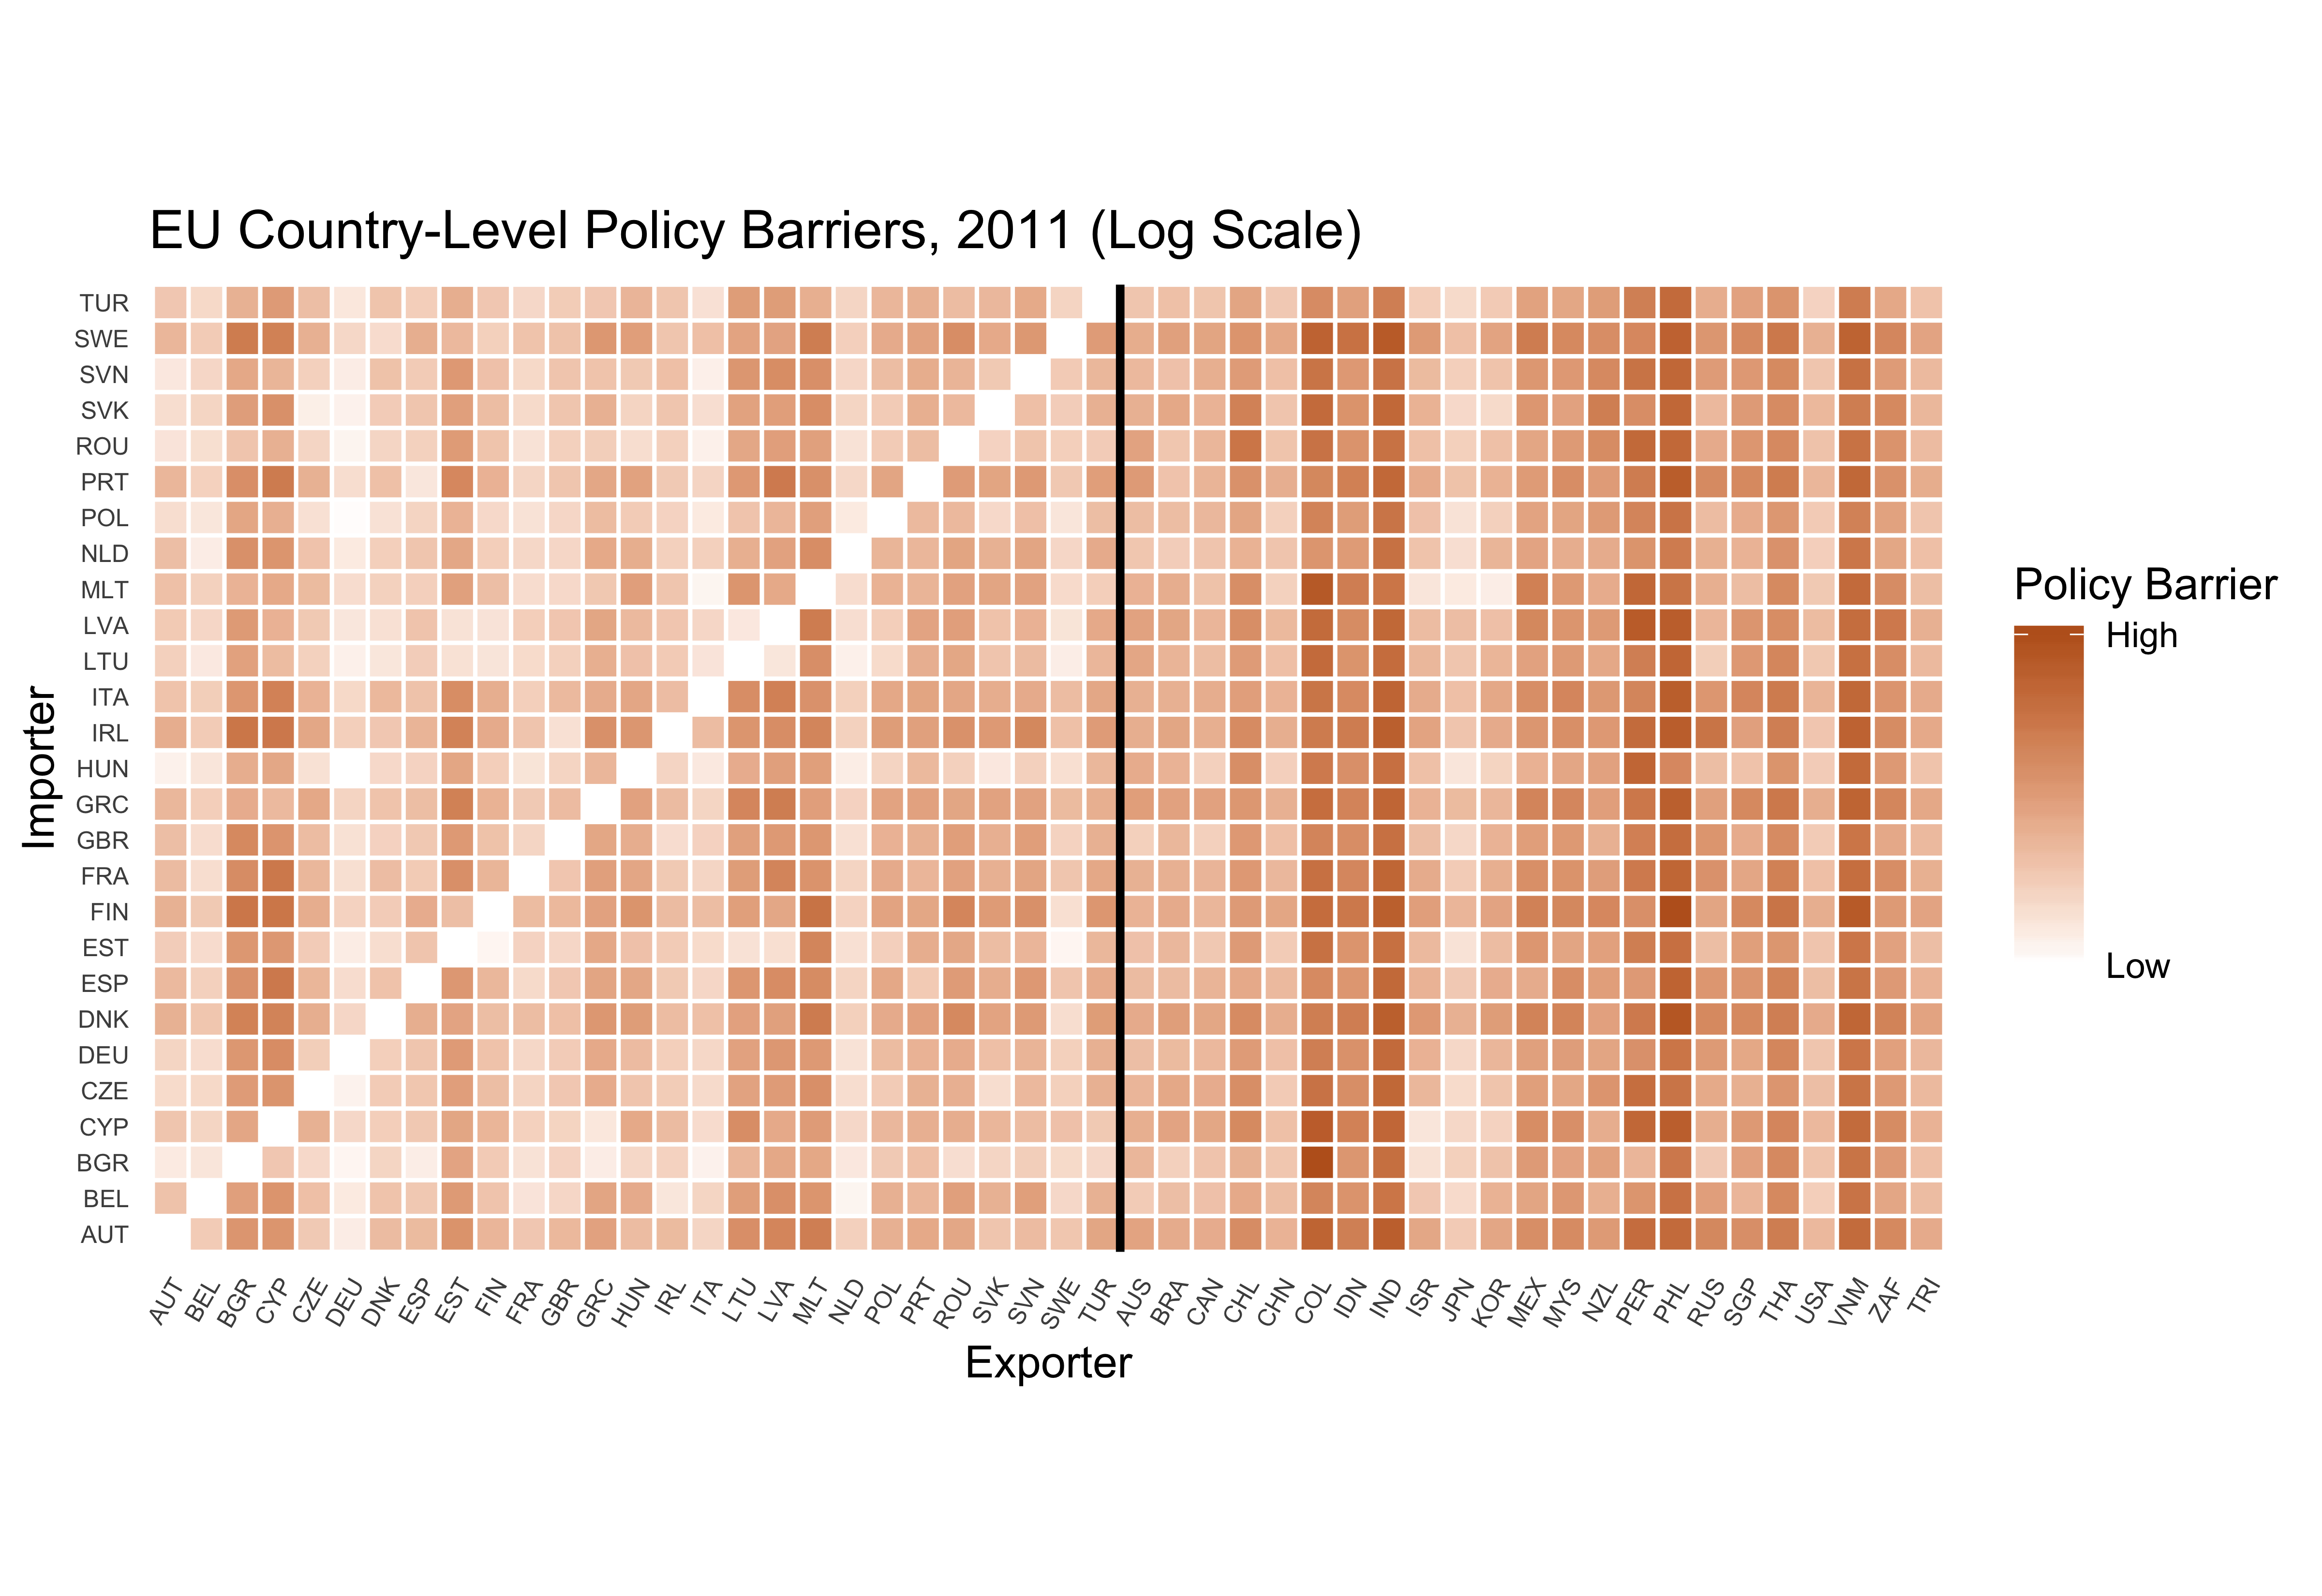 EU Country-Level Policy Barriers, 2011 (Log Scale)
Importer
TUR
SWE
SVN
SVK
ROU
PRT
POL
NLD
MLT
LVA
LTU
ITA
IRL
HUN
GRC
GBR
FRA
FIN
EST
ESP
DNK
DEU
CZE
CYP
BGR
BEL
AUT
AUT BEL BGR CYP CZE DEU DNK ESP EST FIN FRA GBR GRC HUN IRL ITA LTU LVA MLT NLD POL PRT ROU SVK SVN SWE TUR AUS BRA CAN CHL CHN COL IDN IND ISR JPN KOR MEX MYS NZL PER PHL RUS SGP THA USA VNM ZAF TRI
Exporter
Policy Barrier
High
Low